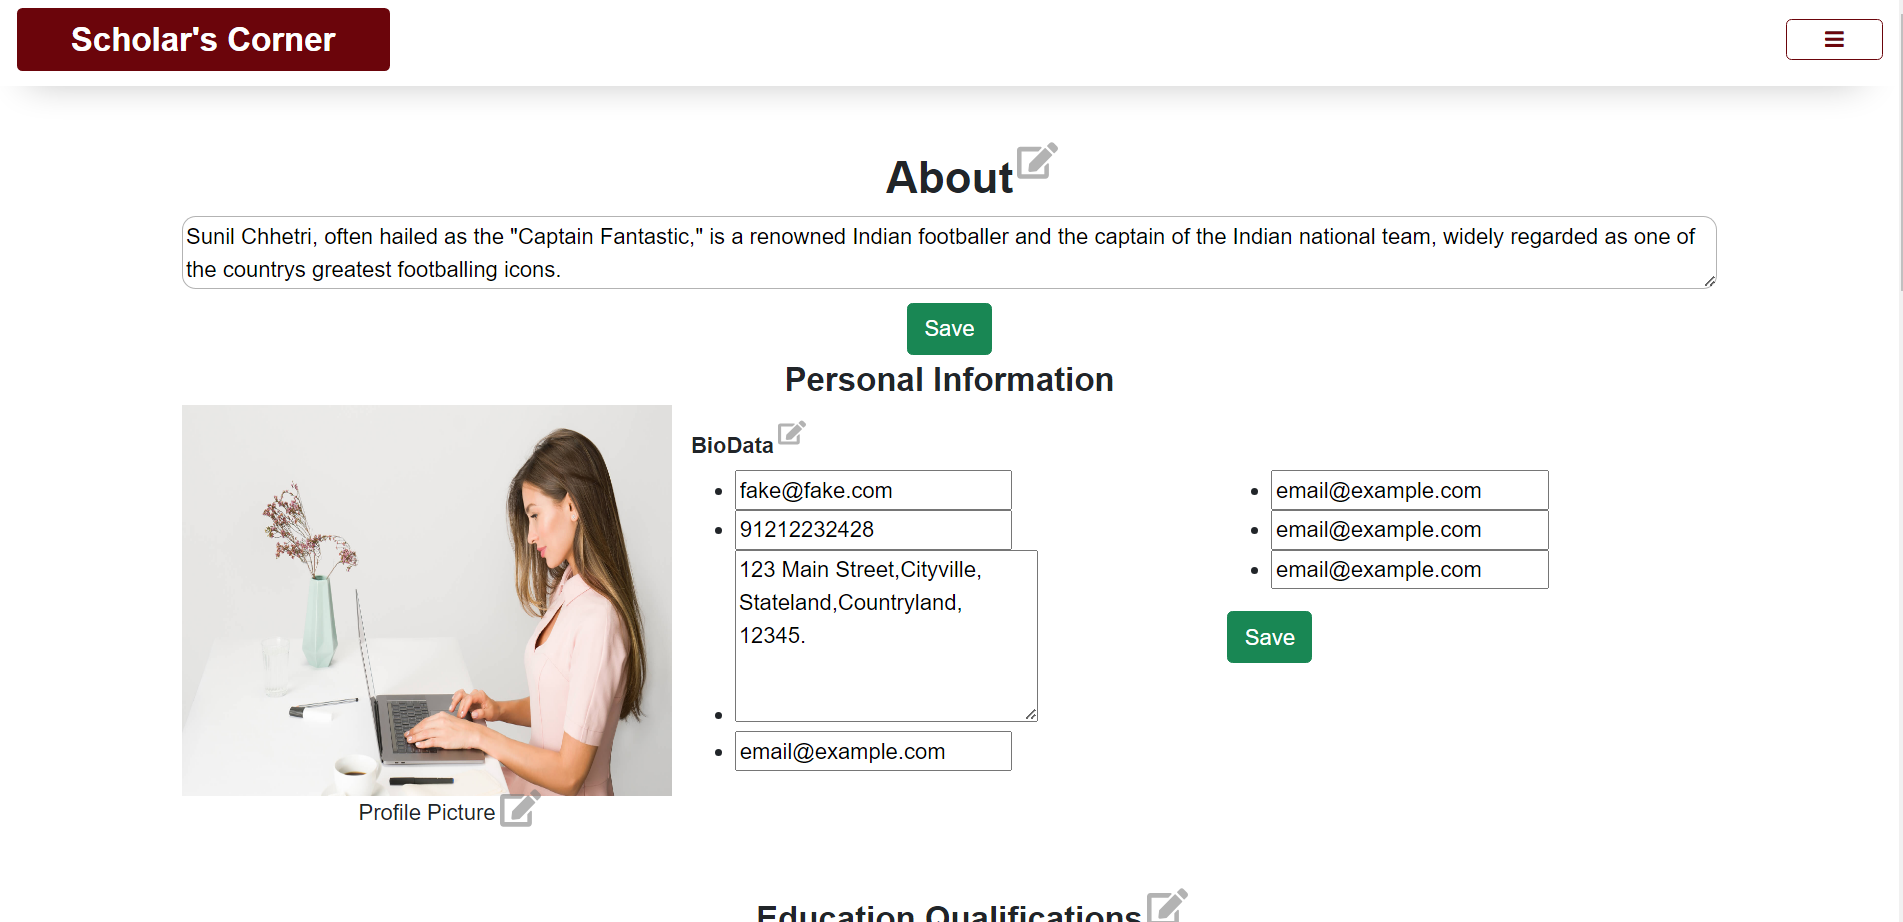 Scholar's Corner
About
Sunil Chhetri, often hailed as the "Captain Fantastic," is a renowned Indian footballer and the captain of the Indian national team, widely regarded as one of
the countrys greatest footballing icons.
Save
Personal Information
BioData
fake@fake.com
91212232428
123 Main Street,Cityville,
Stateland,Countryland,
12345.
email@example.com
email@example.com
email@example.com
email@example.com
Save
Profile Picture
Education Qualifications